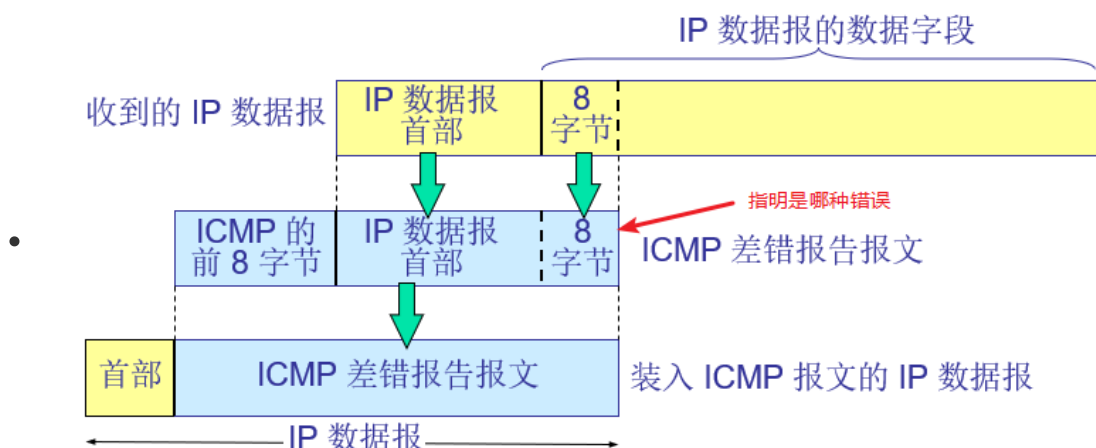 IP 数据报的数据字段
收到的 IP 数据报
IP 数据报
首部
8
字节
指明是哪种错误
ICMP 的
前 8 字节
IP 数据报
首部
8
字节
ICMP 差错报告报文
首部
ICMP 差错报告报文
装入 ICMP 报文的 IP 数据报
IP 数据报